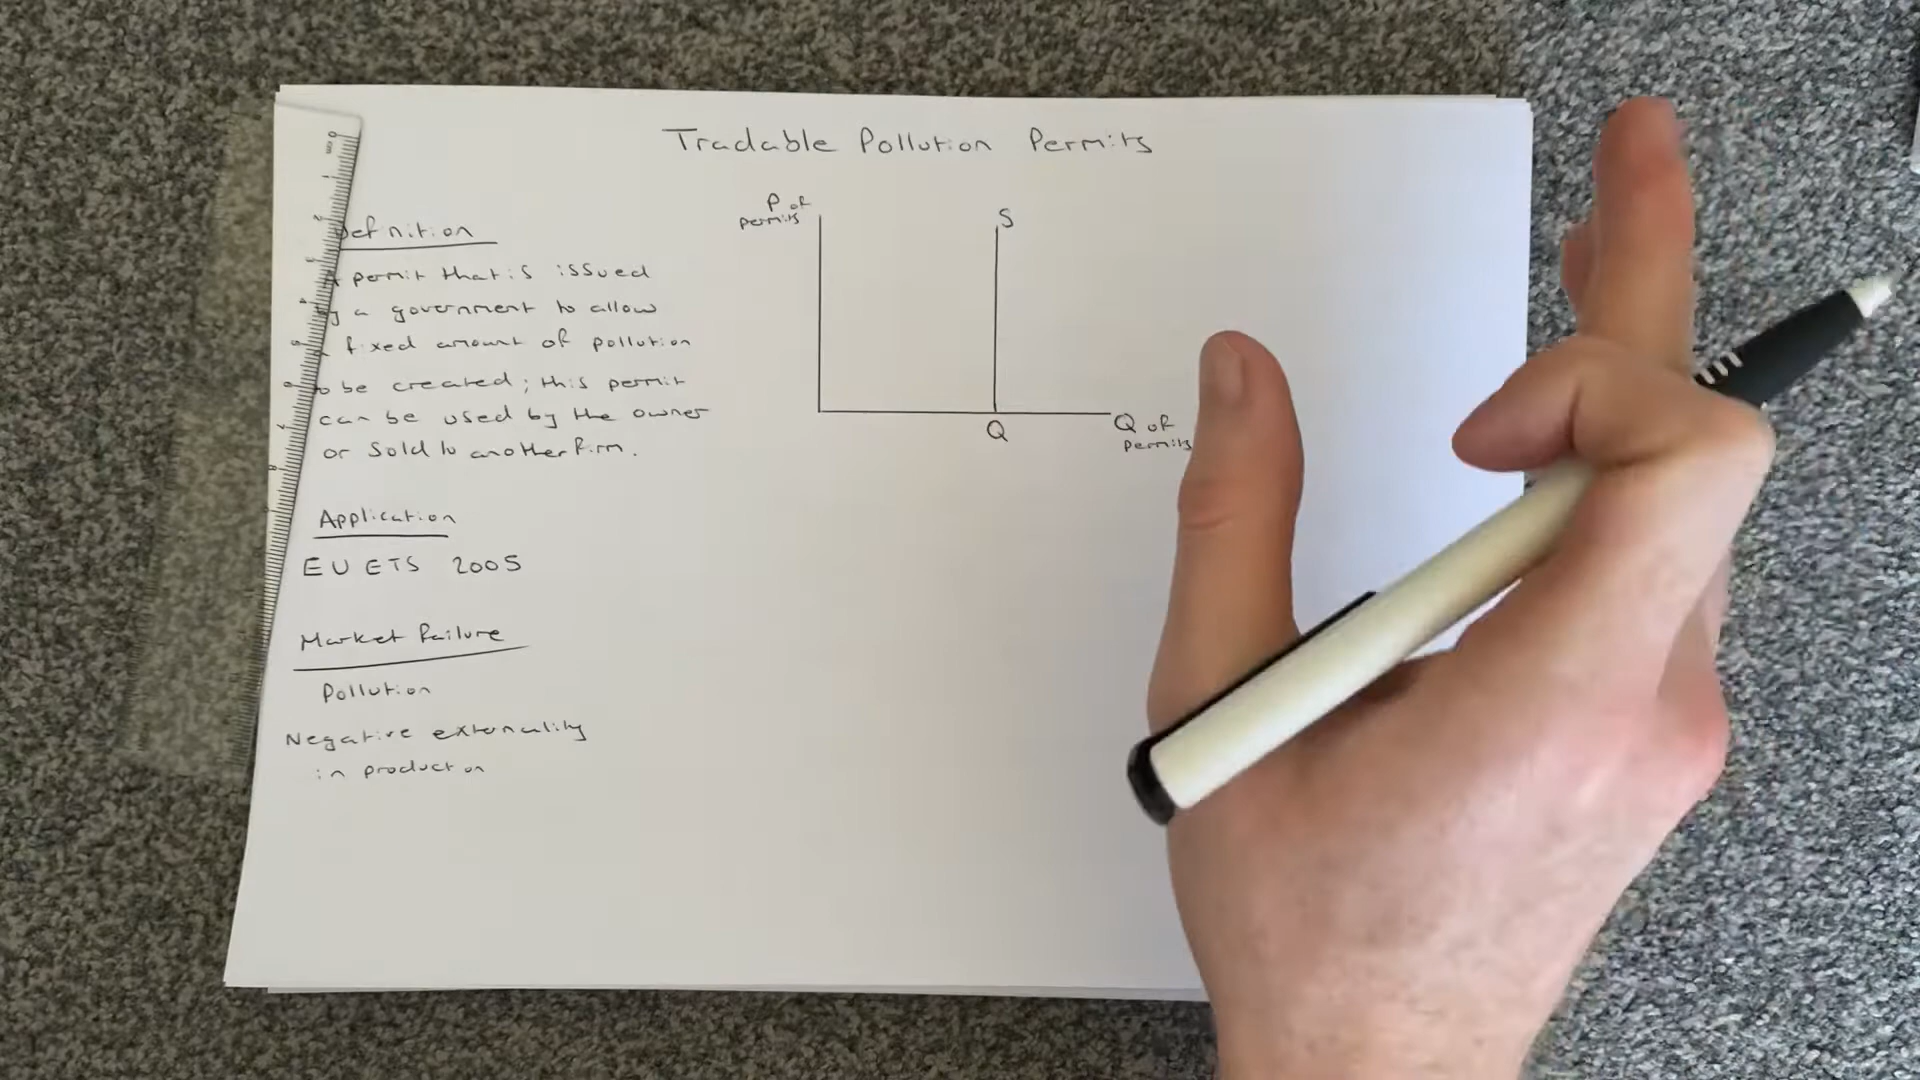 Tradable Pollution Permits
Definition
A permit that is issued
by a government to allow
a fixed amount of pollution
to be created; this permit
can be used by the owner
or sold to another firm.
Application
EU ETS 2005
Market Failure
Pollution
Negative externality
in production
P of
permits
S
Q
Q of
permits
cm